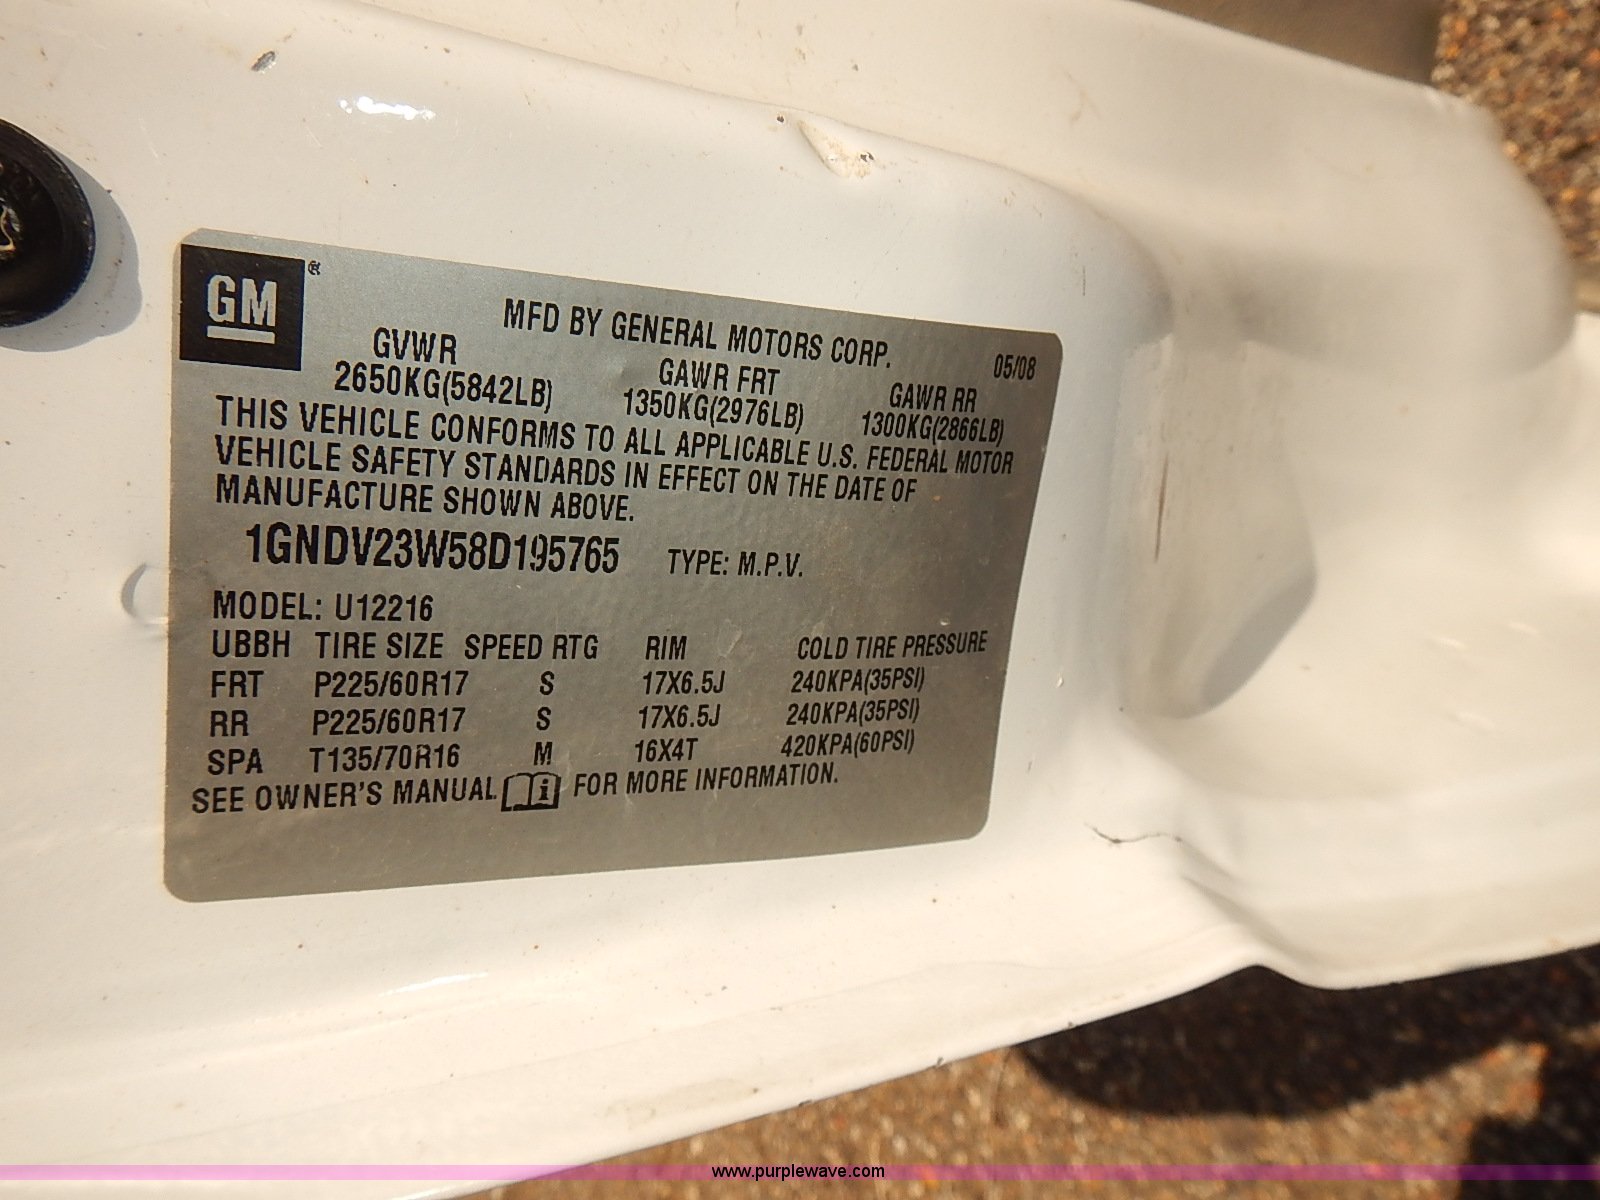 GM®
MFD BY GENERAL MOTORS CORP. 05/08
GVWR GAWR FRT GAWR RR
2650KG(5842LB) 1350KG(2976LB) 1300KG(2866LB)
THIS VEHICLE CONFORMS TO ALL APPLICABLE U.S. FEDERAL MOTOR
VEHICLE SAFETY STANDARDS IN EFFECT ON THE DATE OF
MANUFACTURE SHOWN ABOVE.
1GNDV23W58D195765 TYPE: M.P.V.
MODEL: U12216
UBBH TIRE SIZE SPEED RTG RIM COLD TIRE PRESSURE
FRT P225/60R17 S 17X6.5J 240KPA(35PSI)
RR P225/60R17 S 17X6.5J 240KPA(35PSI)
SPA T135/70R16 M 16X4T 420KPA(60PSI)
SEE OWNER'S MANUAL i FOR MORE INFORMATION.
www.purplewave.com